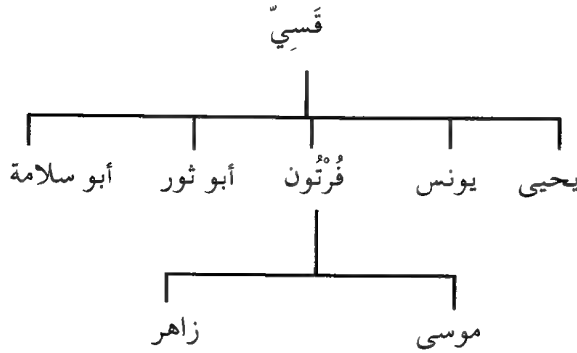 قَسِيّ
يحيى يونس فُرْتُون أبو ثور أبو سلامة
موسى زاهر